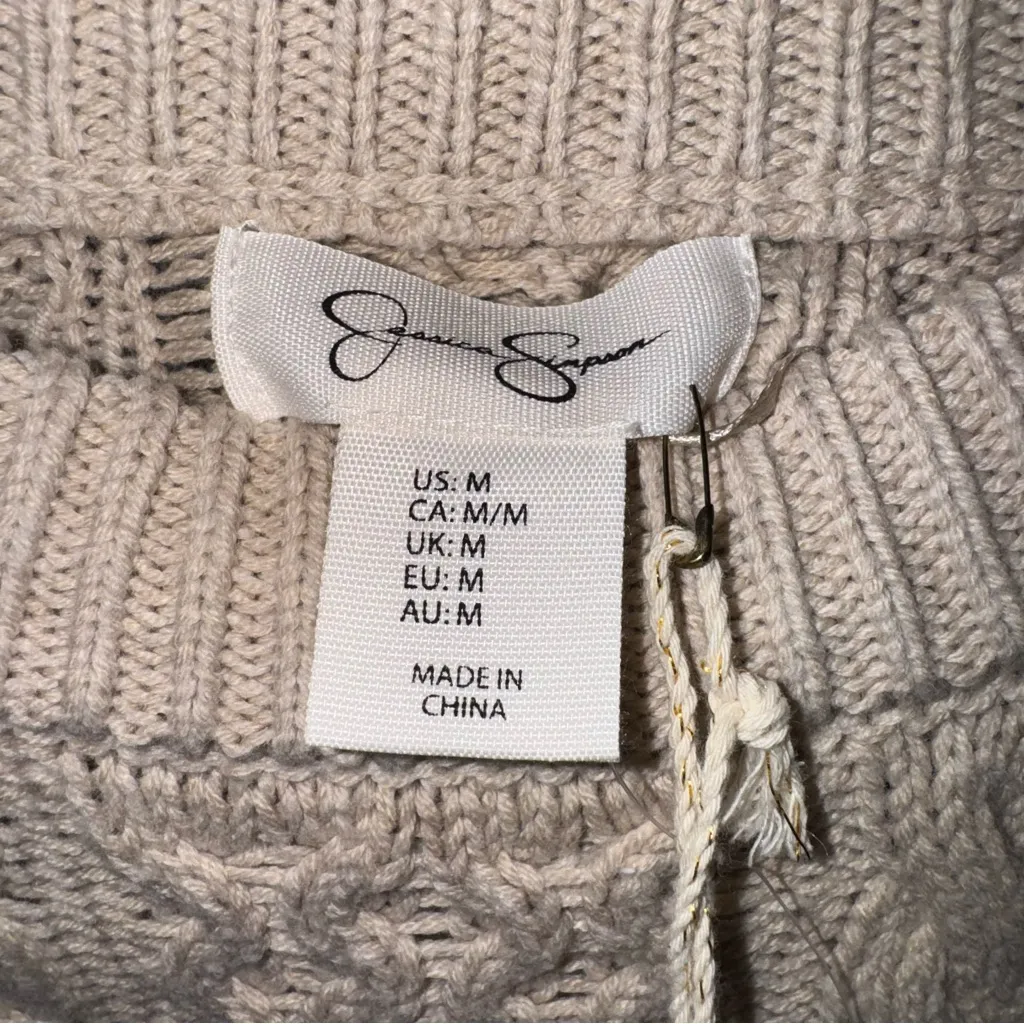 Jessica Simpson
US: M
CA: M/M
UK: M
EU: M
AU: M
MADE IN
CHINA